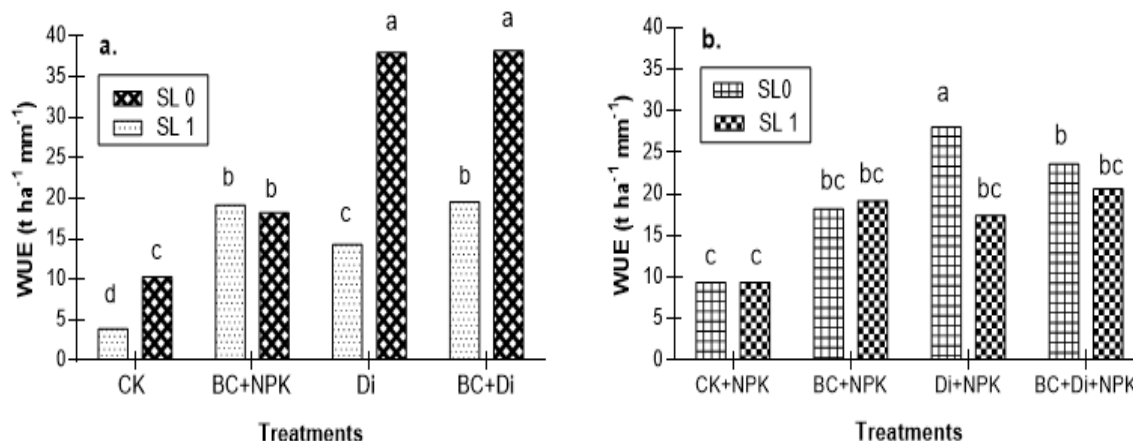 a.
SL 0
SL 1
WUE (t ha⁻¹ mm⁻¹)
40
35
30
25
20
15
10
5
0
d
c
b
b
c
a
b
a
CK
BC+NPK
Di
BC+Di
Treatments
b.
SL0
SL 1
WUE (t ha⁻¹ mm⁻¹)
40
35
30
25
20
15
10
5
0
c
c
bc
bc
a
bc
b
bc
CK+NPK
BC+NPK
Di+NPK
BC+Di+NPK
Treatments